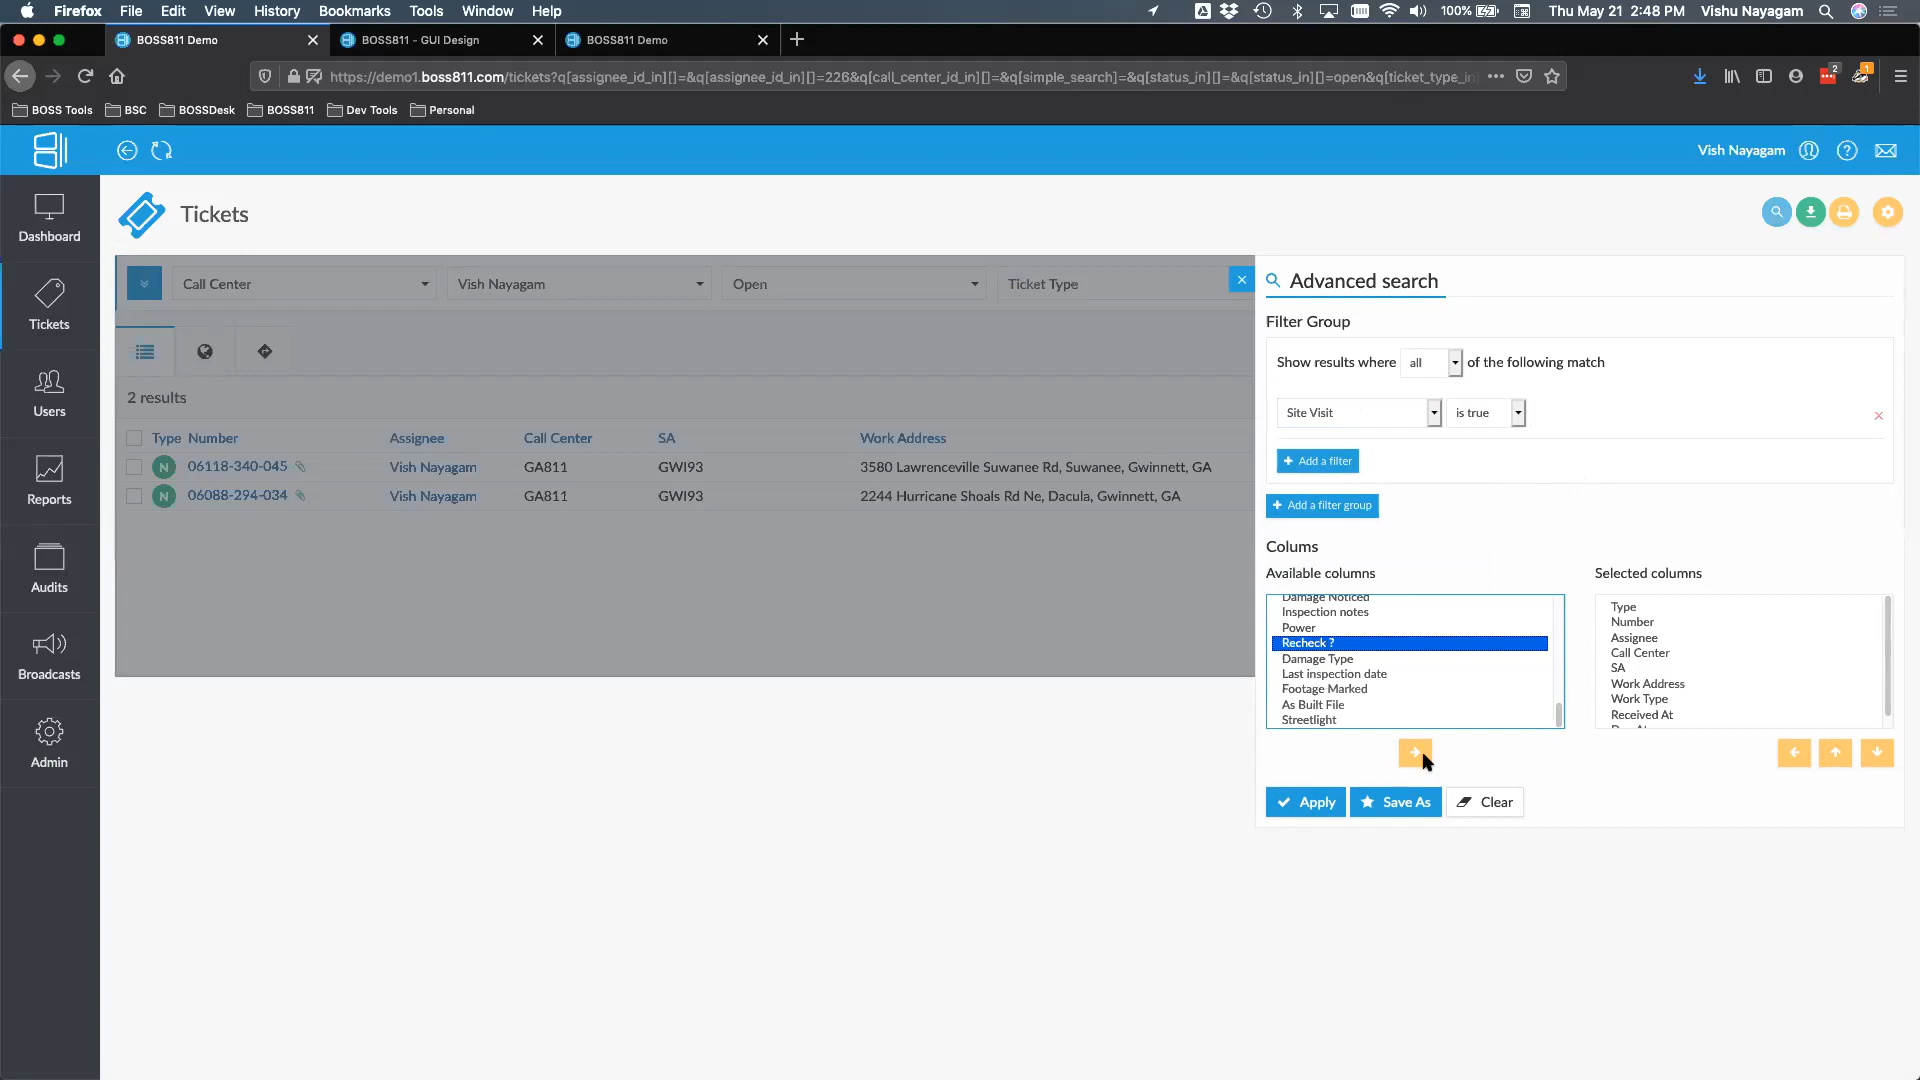 Firefox File Edit View History Bookmarks Tools Window Help 100% Thu May 21 2:48 PM Vishu Nayagam
BOSS811 Demo BOSS811 - GUI Design BOSS811 Demo
https://demo1.boss811.com/tickets?q[assignee_id_in][]=&q[assignee_id_in][]=226&q[call_center_id_in][]=&q[simple_search]=&q[status_in][]=&q[status_in][]=open&q[ticket_type_in] 2 1
BOSS Tools BSC BOSSDesk BOSS811 Dev Tools Personal
Vish Nayagam
Dashboard
Tickets
Users
Reports
Audits
Broadcasts
Admin
Tickets
Call Center Vish Nayagam Open Ticket Type
2 results
Type Number Assignee Call Center SA Work Address
N 06118-340-045 Vish Nayagam GA811 GWI93 3580 Lawrenceville Suwanee Rd, Suwanee, Gwinnett, GA
N 06088-294-034 Vish Nayagam GA811 GWI93 2244 Hurricane Shoals Rd Ne, Dacula, Gwinnett, GA
Advanced search
Filter Group
Show results where all of the following match
Site Visit is true
Add a filter
Add a filter group
Colums
Available columns
Damage Noticed
Inspection notes
Power
Recheck ?
Damage Type
Last inspection date
Footage Marked
As Built File
Streetlight
Selected columns
Type
Number
Assignee
Call Center
SA
Work Address
Work Type
Received At
Apply Save As Clear